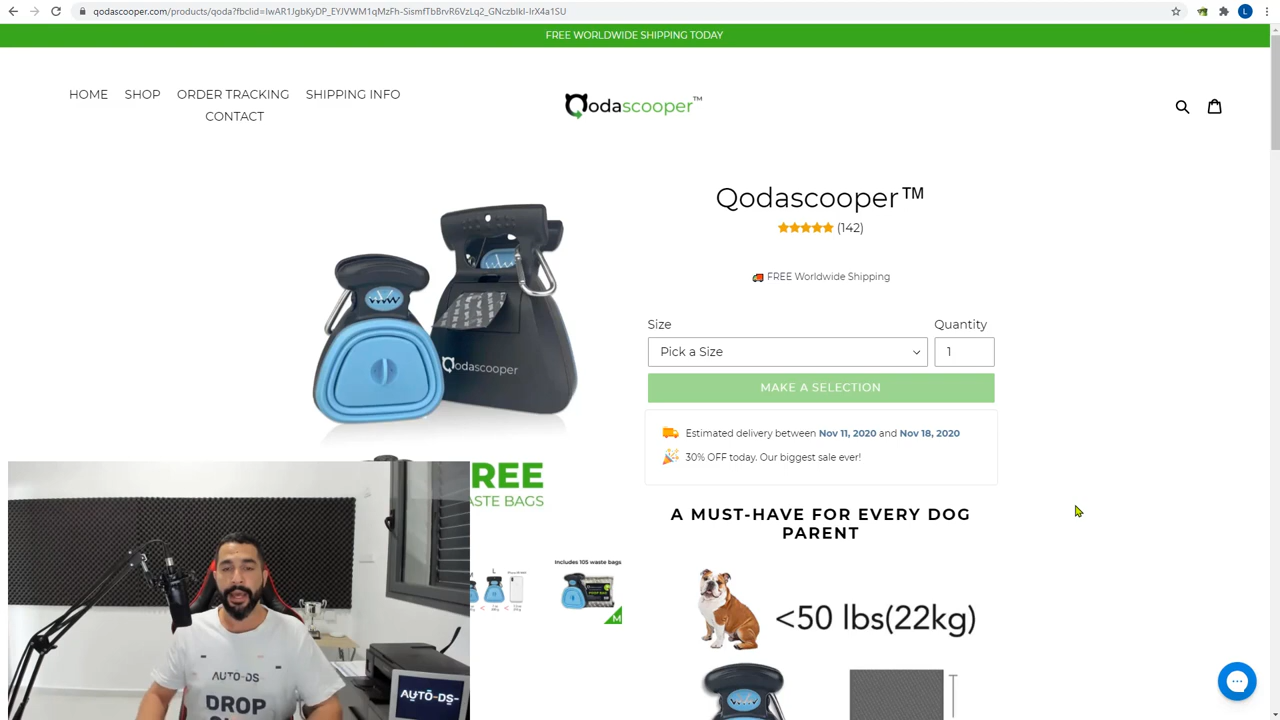 qodascooper.com/products/qoda?fbclid=IwAR1JgbKyDP_EYJVWM1qMzFh-SismfTbBrvR6VzLq2_GNczbIkI-IrX4a1SU
L
FREE WORLDWIDE SHIPPING TODAY
HOME SHOP ORDER TRACKING SHIPPING INFO
CONTACT
Qodascooper™
Qodascooper™
(142)
FREE Worldwide Shipping
Size Quantity
Pick a Size 1
MAKE A SELECTION
Estimated delivery between Nov 11, 2020 and Nov 18, 2020
30% OFF today. Our biggest sale ever!
Qodascooper
REE
ASTE BAGS
A MUST-HAVE FOR EVERY DOG
PARENT
<50 lbs(22kg)
Includes 105 waste bags
M
L
AUTO-DS
DROP
AUTO-DS-